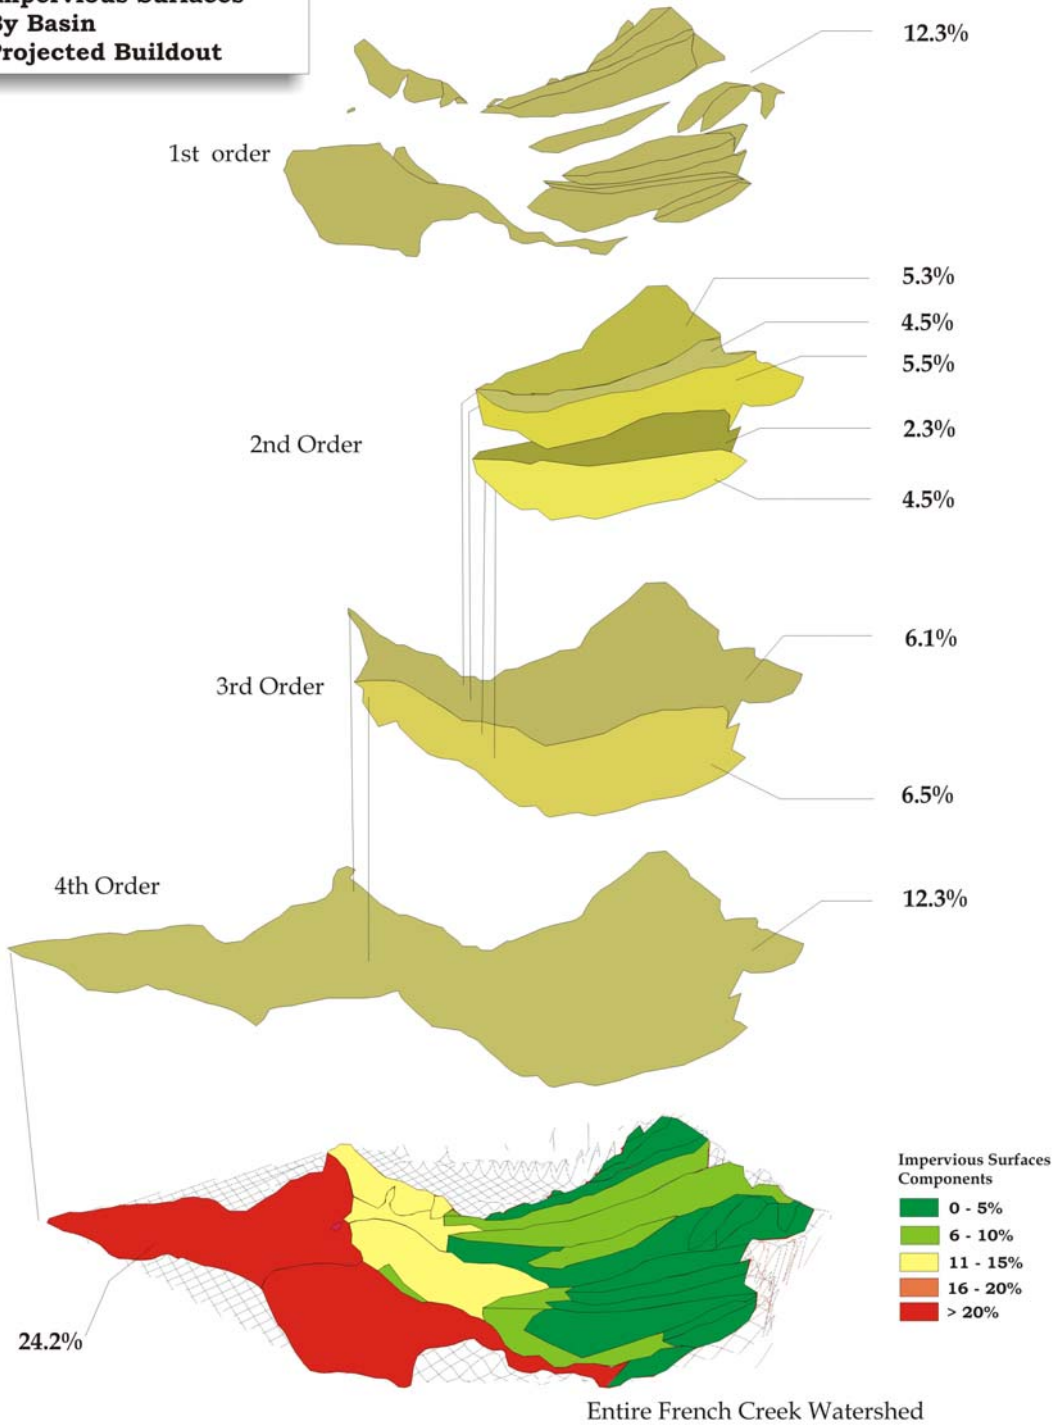 By Basin
Projected Buildout
12.3%
1st order
5.3%
4.5%
5.5%
2nd Order
2.3%
4.5%
6.1%
3rd Order
6.5%
4th Order
12.3%
Impervious Surfaces
Components
0 - 5%
6 - 10%
11 - 15%
16 - 20%
> 20%
24.2%
Entire French Creek Watershed